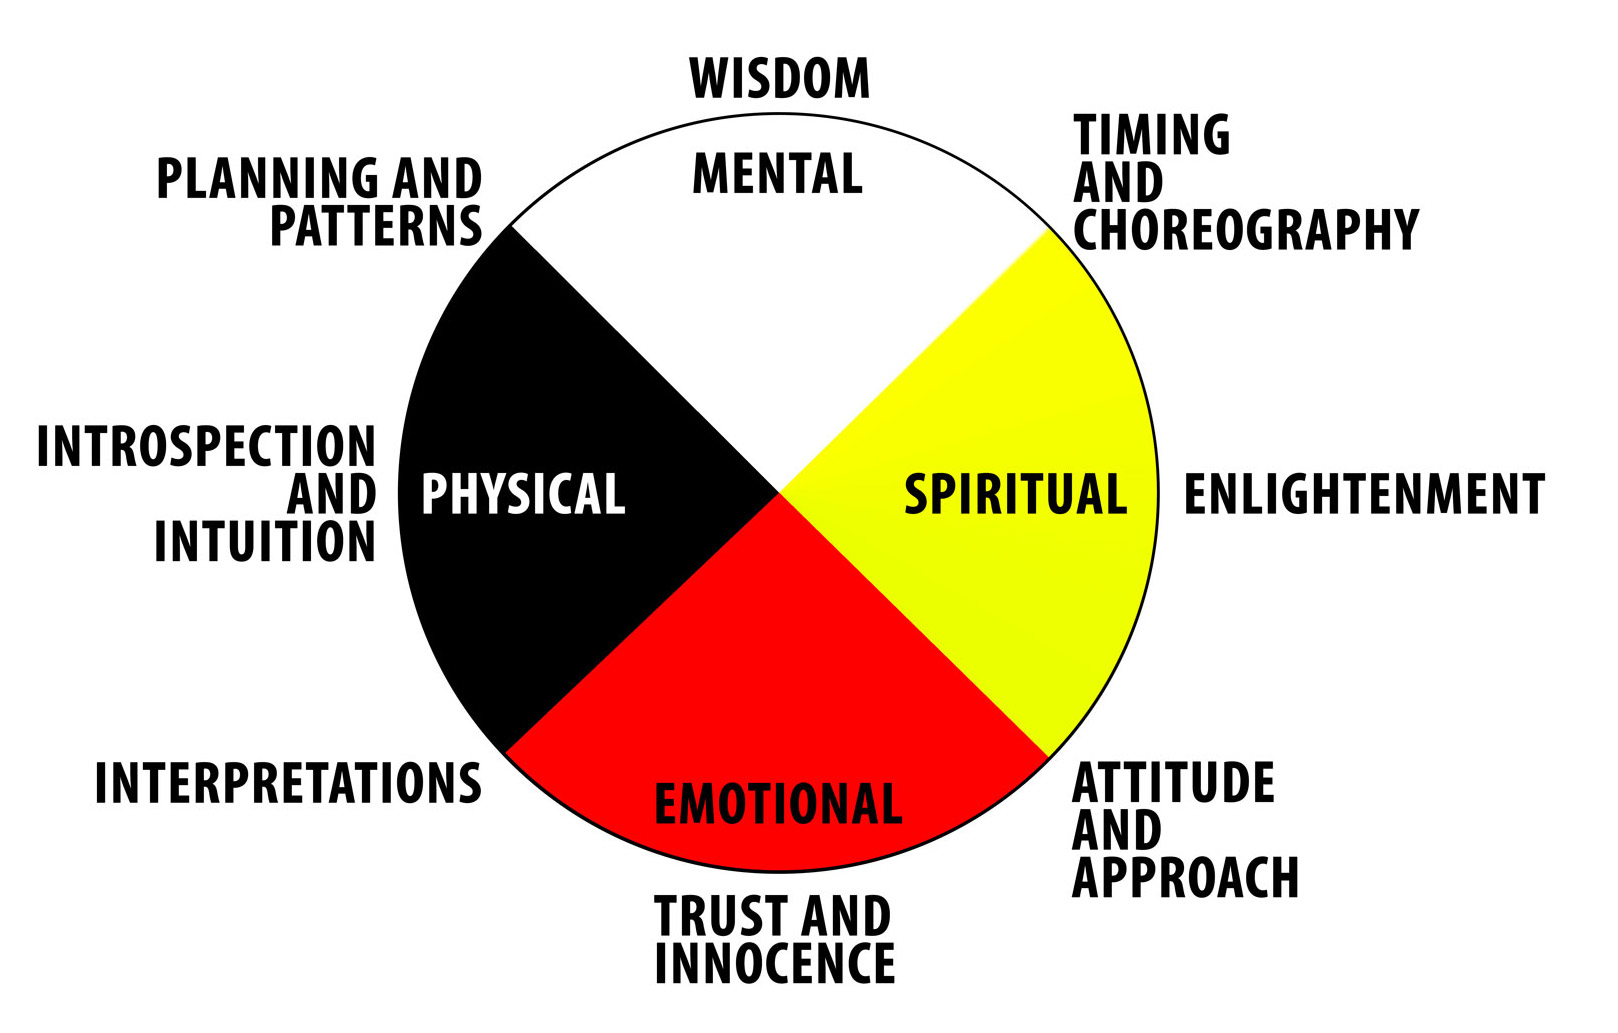 WISDOM
MENTAL
TIMING
AND
CHOREOGRAPHY
PLANNING AND
PATTERNS
INTROSPECTION
AND
INTUITION
PHYSICAL
SPIRITUAL
ENLIGHTENMENT
INTERPRETATIONS
EMOTIONAL
ATTITUDE
AND
APPROACH
TRUST AND
INNOCENCE